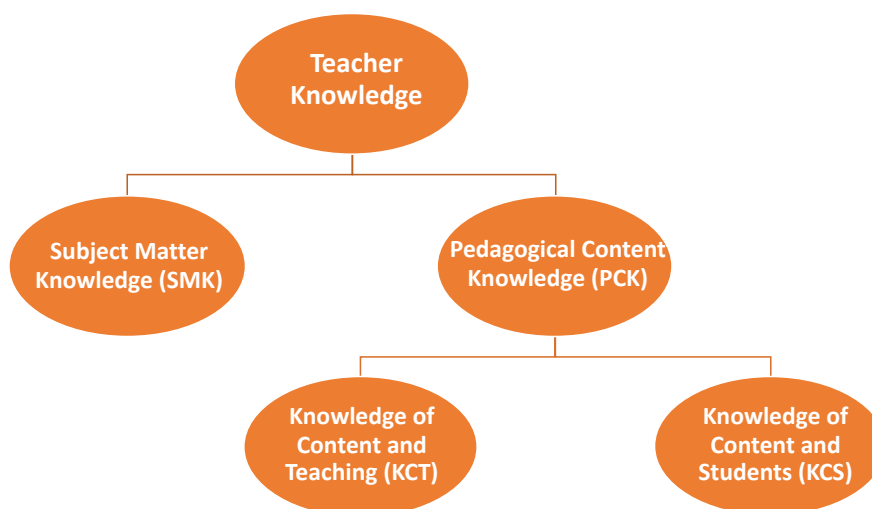 Teacher
Knowledge
Subject Matter
Knowledge (SMK)
Pedagogical Content
Knowledge (PCK)
Knowledge of
Content and
Teaching (KCT)
Knowledge of
Content and
Students (KCS)